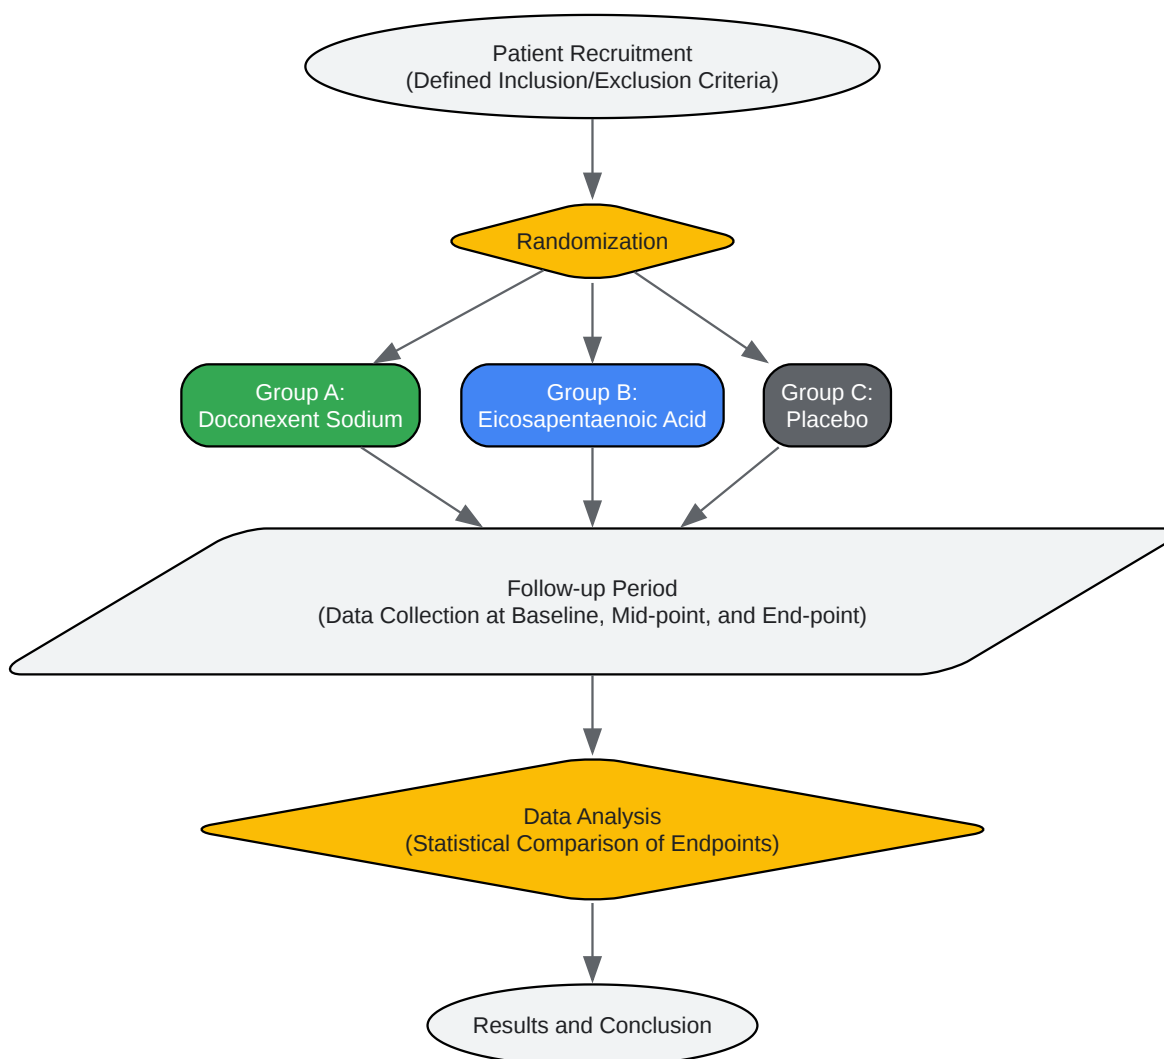 Patient Recruitment
(Defined Inclusion/Exclusion Criteria)
Randomization
Group A:
Doconexent Sodium
Group B:
Eicosapentaenoic Acid
Group C:
Placebo
Follow-up Period
(Data Collection at Baseline, Mid-point, and End-point)
Data Analysis
(Statistical Comparison of Endpoints)
Results and Conclusion